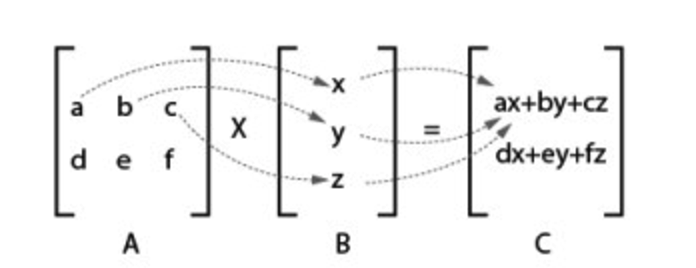 a b c
d e f
X
x
y
z
=
ax+by+cz
dx+ey+fz
A B C